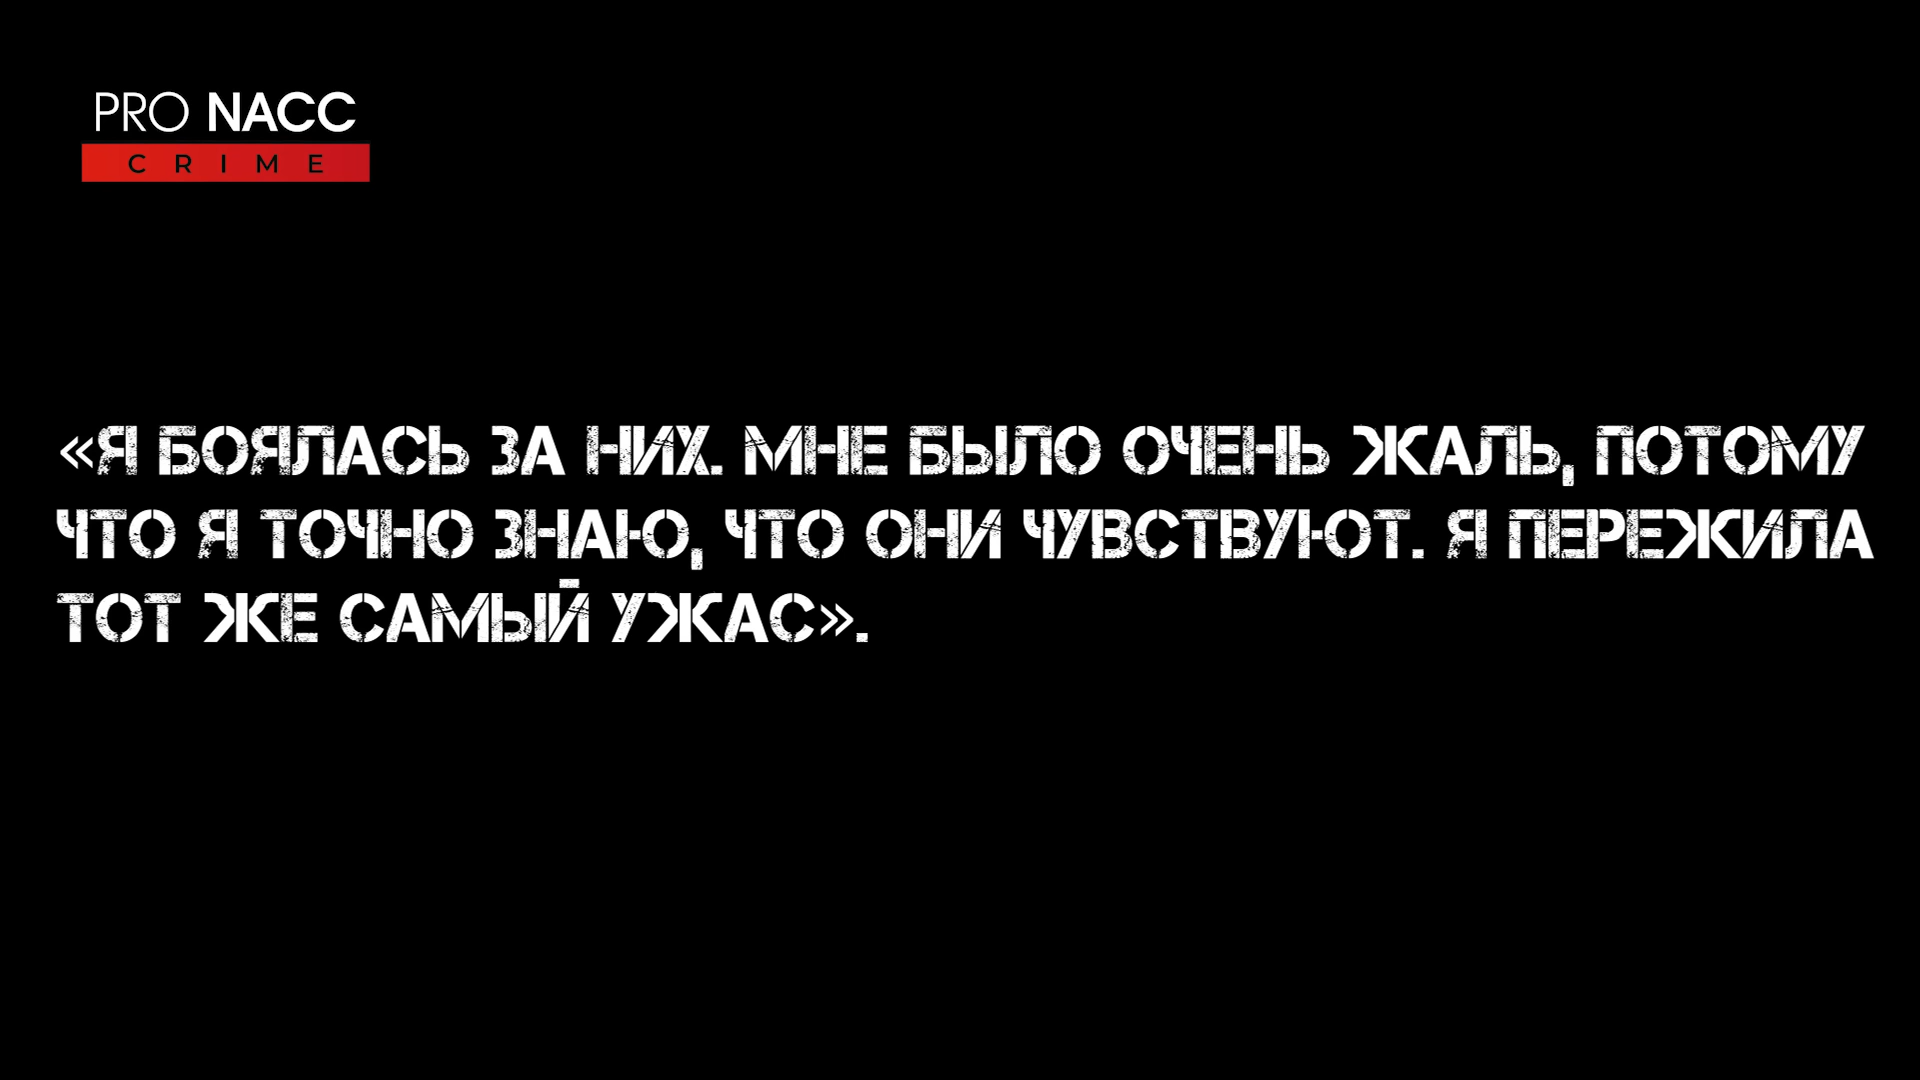 PRO NACC
CRIME
«Я БОЯЛАСЬ ЗА НИХ. МНЕ БЫЛО ОЧЕНЬ ЖАЛЬ, ПОТОМУ
ЧТО Я ТОЧНО ЗНАЮ, ЧТО ОНИ ЧУВСТВУЮТ. Я ПЕРЕЖИЛА
ТОТ ЖЕ САМЫЙ УЖАС».